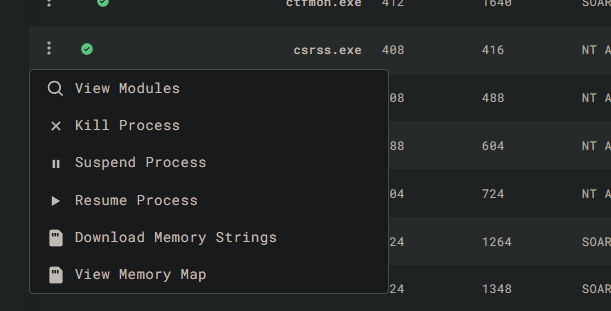 ctfmon.exe 412 1640 SOAR
csrss.exe 408 416 NT A
View Modules 08 488 NT A
Kill Process
Suspend Process 88 604 NT A
Resume Process 04 724 NT A
Download Memory Strings 24 1264 SOAR
View Memory Map 24 1348 SOAR